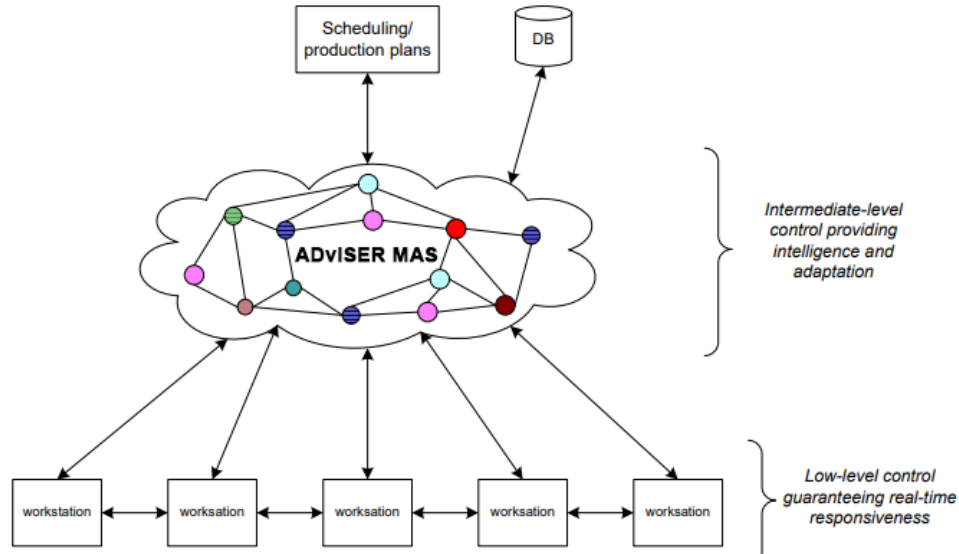 Scheduling/
production plans
DB
ADvISER MAS
Intermediate-level
control providing
intelligence and
adaptation
workstation
worksation
worksation
worksation
worksation
Low-level control
guaranteeing real-time
responsiveness